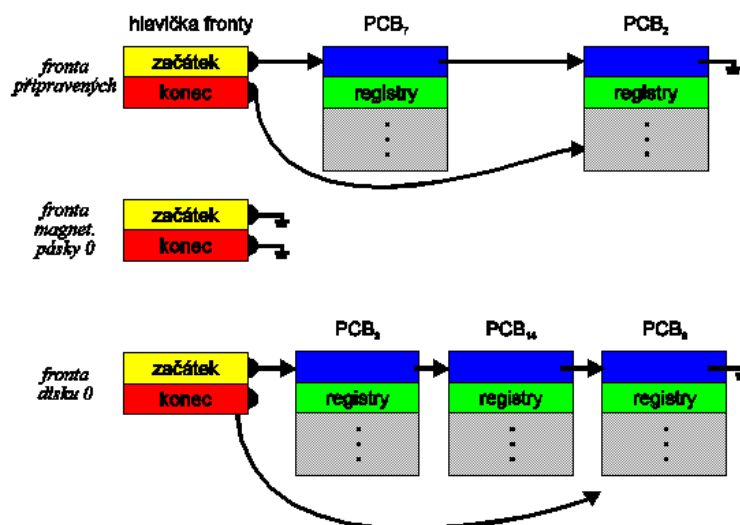 hlavička fronty
PCB₇
PCB₂
fronta
připravených
začátek
konec
registry
registry
fronta
magnet.
pásky 0
začátek
konec
PCB₃
PCB₁₄
fronta
disku 0
začátek
konec
registry
registry
registry